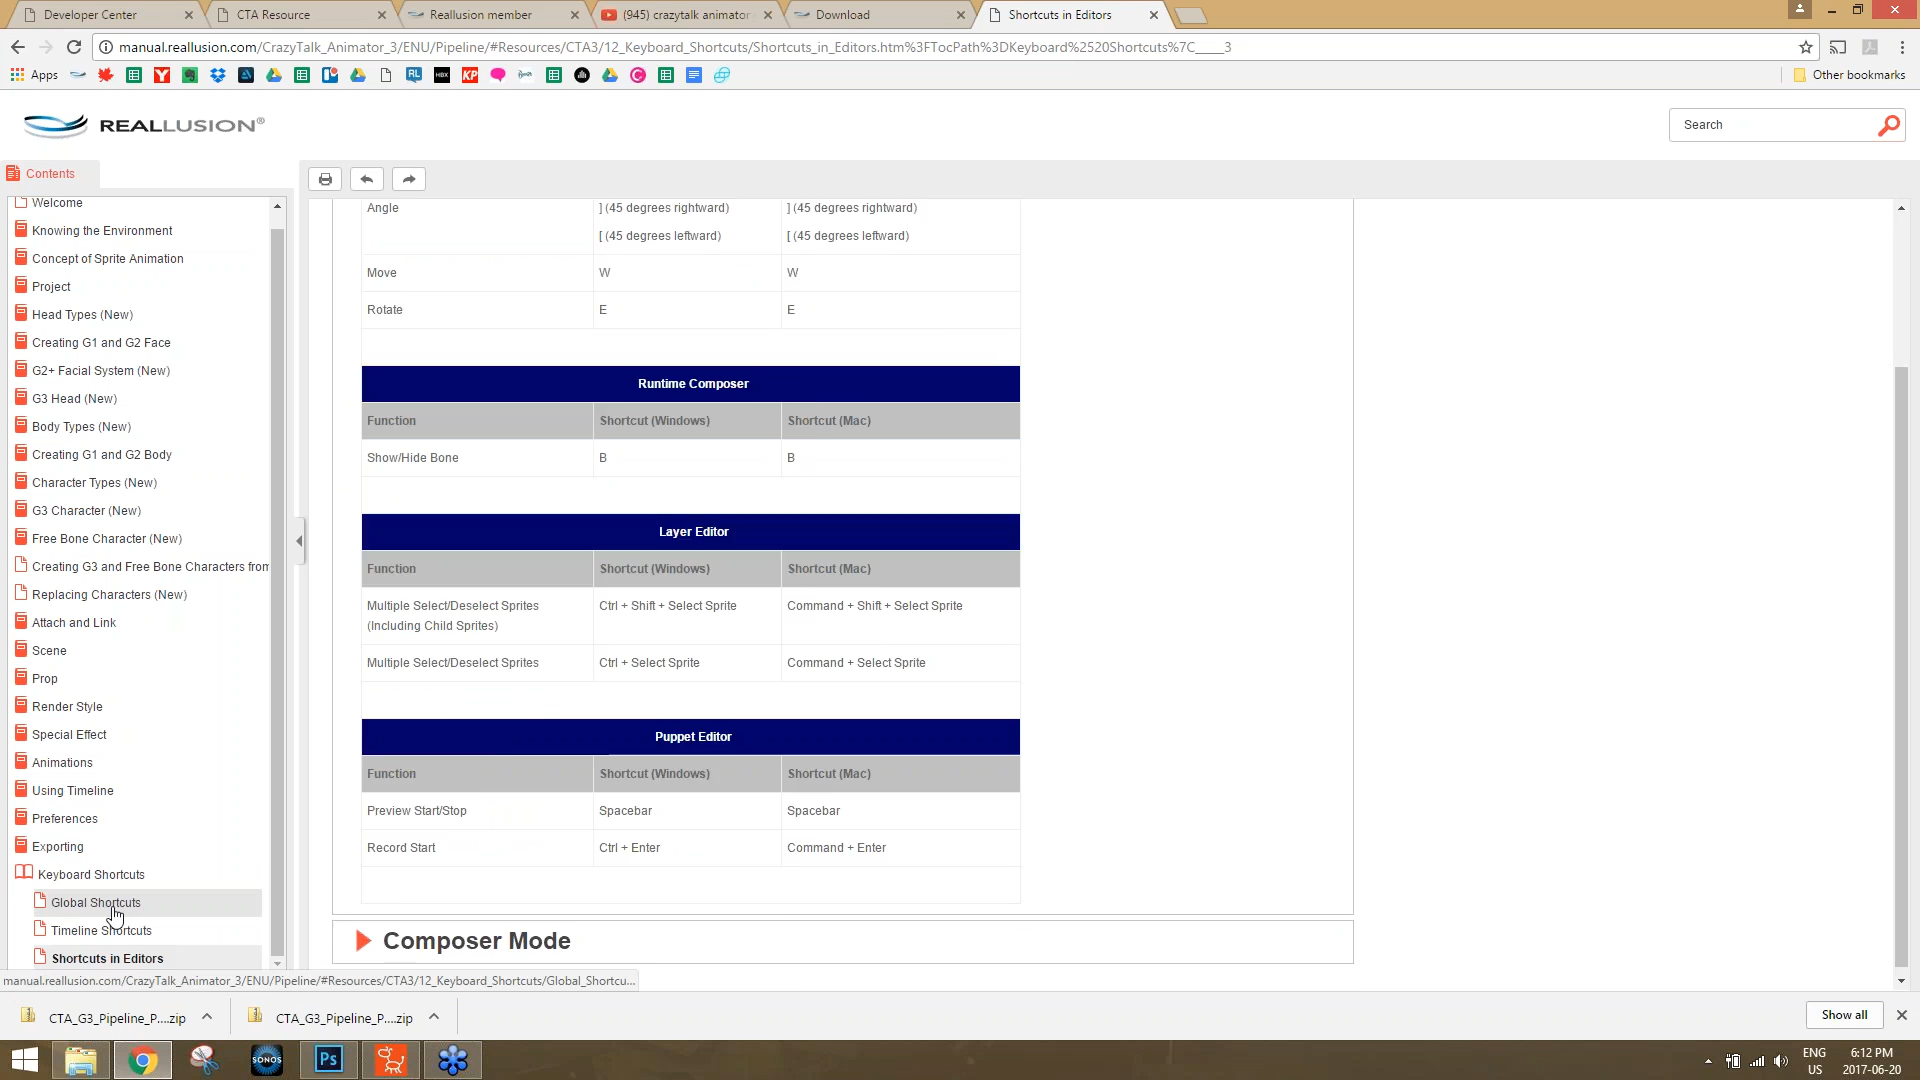 Developer Center
CTA Resource
Reallusion member
(945) crazytalk animator
Download
Shortcuts in Editors
manual.reallusion.com/CrazyTalk_Animator_3/ENU/Pipeline/#Resources/CTA3/12_Keyboard_Shortcuts/Shortcuts_in_Editors.htm%3FTocPath%3DKeyboard%2520Shortcuts%7C_____3
Apps
Other bookmarks
REALLUSION®
Search
Contents
Welcome
Knowing the Environment
Concept of Sprite Animation
Project
Head Types (New)
Creating G1 and G2 Face
G2+ Facial System (New)
G3 Head (New)
Body Types (New)
Creating G1 and G2 Body
Character Types (New)
G3 Character (New)
Free Bone Character (New)
Creating G3 and Free Bone Characters from
Replacing Characters (New)
Attach and Link
Scene
Prop
Render Style
Special Effect
Animations
Using Timeline
Preferences
Exporting
Keyboard Shortcuts
Global Shortcuts
Timeline Shortcuts
Shortcuts in Editors
Angle ] (45 degrees rightward) ] (45 degrees rightward)
[ (45 degrees leftward) [ (45 degrees leftward)
Move W W
Rotate E E
Runtime Composer
Function Shortcut (Windows) Shortcut (Mac)
Show/Hide Bone B B
Layer Editor
Function Shortcut (Windows) Shortcut (Mac)
Multiple Select/Deselect Sprites Ctrl + Shift + Select Sprite Command + Shift + Select Sprite
(Including Child Sprites)
Multiple Select/Deselect Sprites Ctrl + Select Sprite Command + Select Sprite
Puppet Editor
Function Shortcut (Windows) Shortcut (Mac)
Preview Start/Stop Spacebar Spacebar
Record Start Ctrl + Enter Command + Enter
Composer Mode
manual.reallusion.com/CrazyTalk_Animator_3/ENU/Pipeline/#Resources/CTA3/12_Keyboard_Shortcuts/Global_Shortcu...
CTA_G3_Pipeline_P....zip
CTA_G3_Pipeline_P....zip
Show all
SONOS
Ps
ENG
US
6:12 PM
2017-06-20